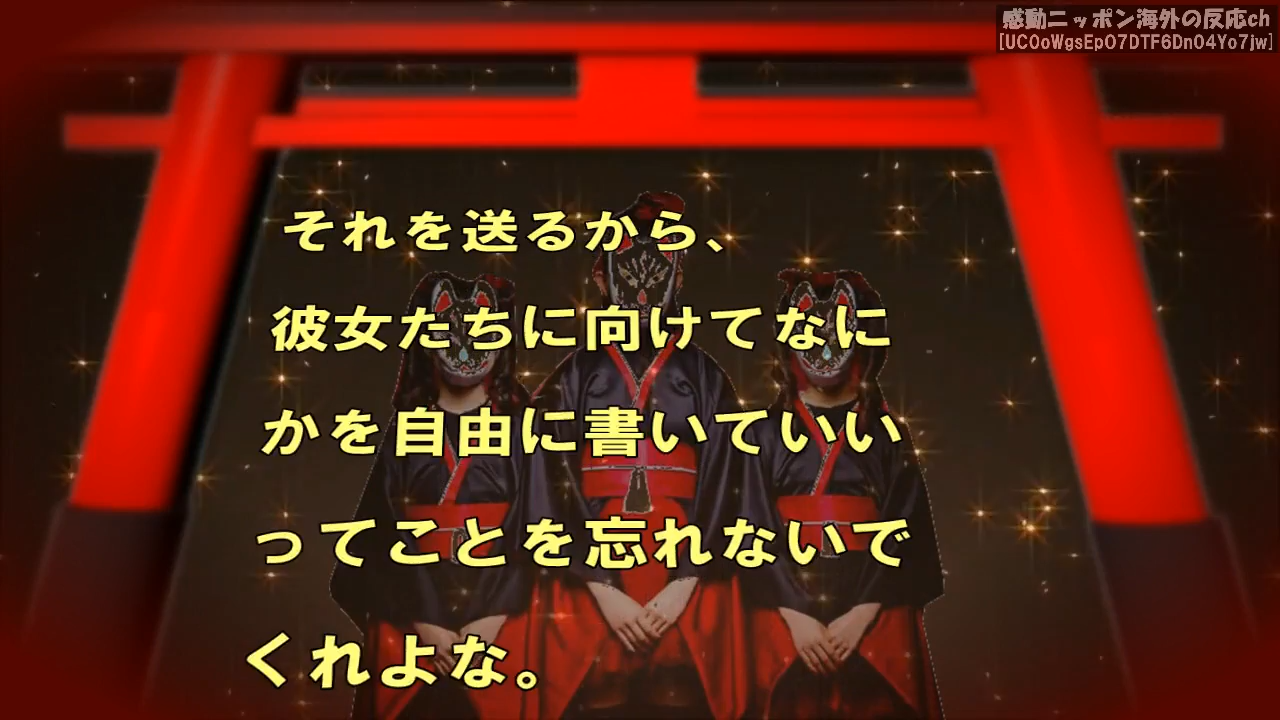 感動ニッポン海外の反応ch
[UCOoWgsEpO7DTF6DnO4Yo7jw]
それを送るから、
彼女たちに向けてなに
かを自由に書いていい
ってことを忘れないで
くれよな。